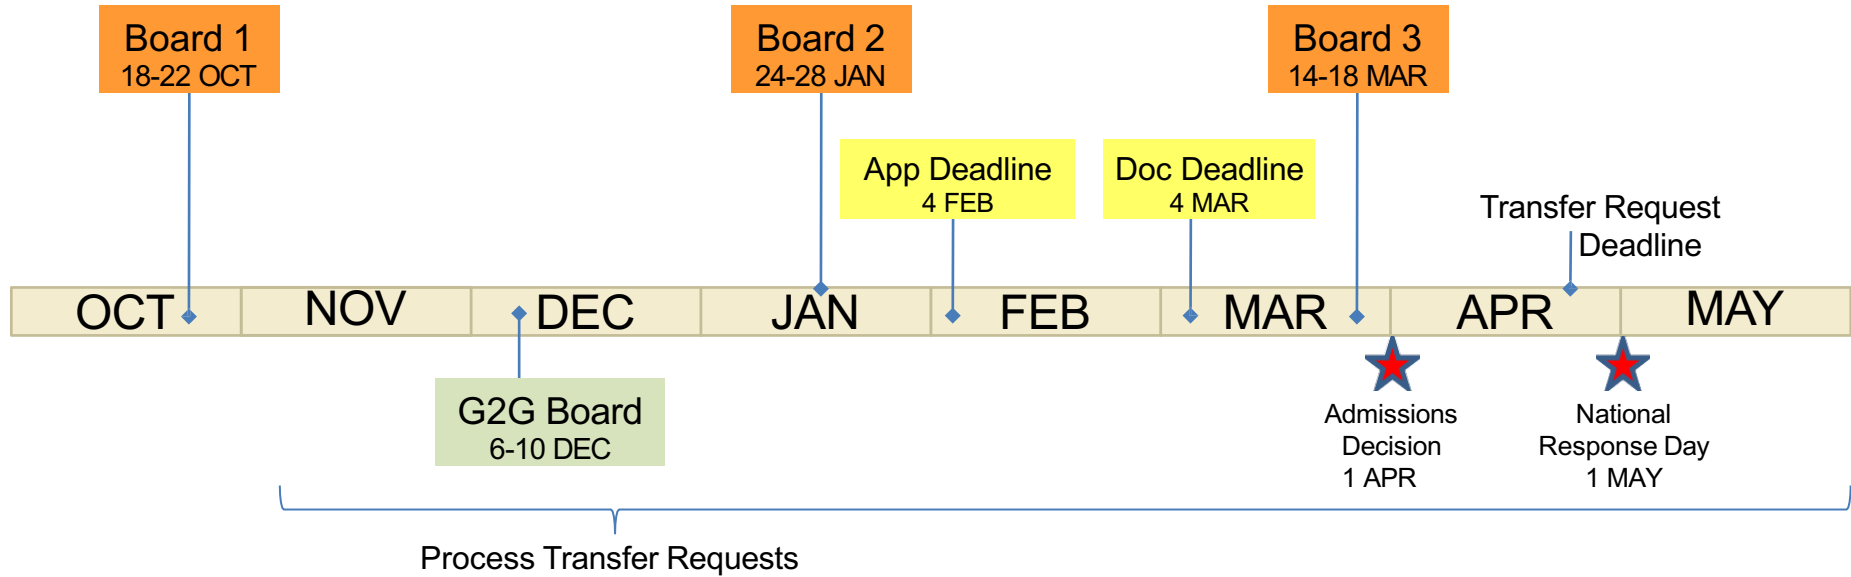 Board 1
18-22 OCT
Board 2
24-28 JAN
Board 3
14-18 MAR
App Deadline
4 FEB
Doc Deadline
4 MAR
Transfer Request
Deadline
OCT
NOV
DEC
JAN
FEB
MAR
APR
MAY
G2G Board
6-10 DEC
Admissions
Decision
1 APR
National
Response Day
1 MAY
Process Transfer Requests